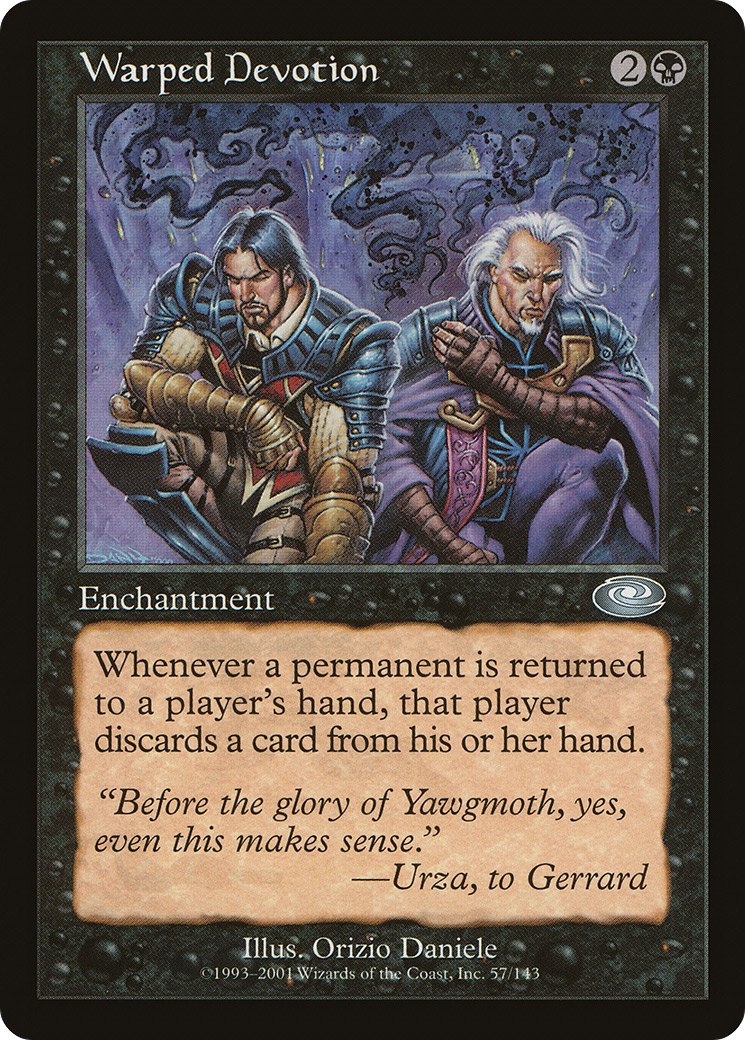 Warped Devotion
2
Enchantment
Whenever a permanent is returned
to a player's hand, that player
discards a card from his or her hand.
“Before the glory of Yawgmoth, yes,
even this makes sense.”
—Urza, to Gerrard
Illus. Orizio Daniele
©1993–2001 Wizards of the Coast, Inc. 57/143